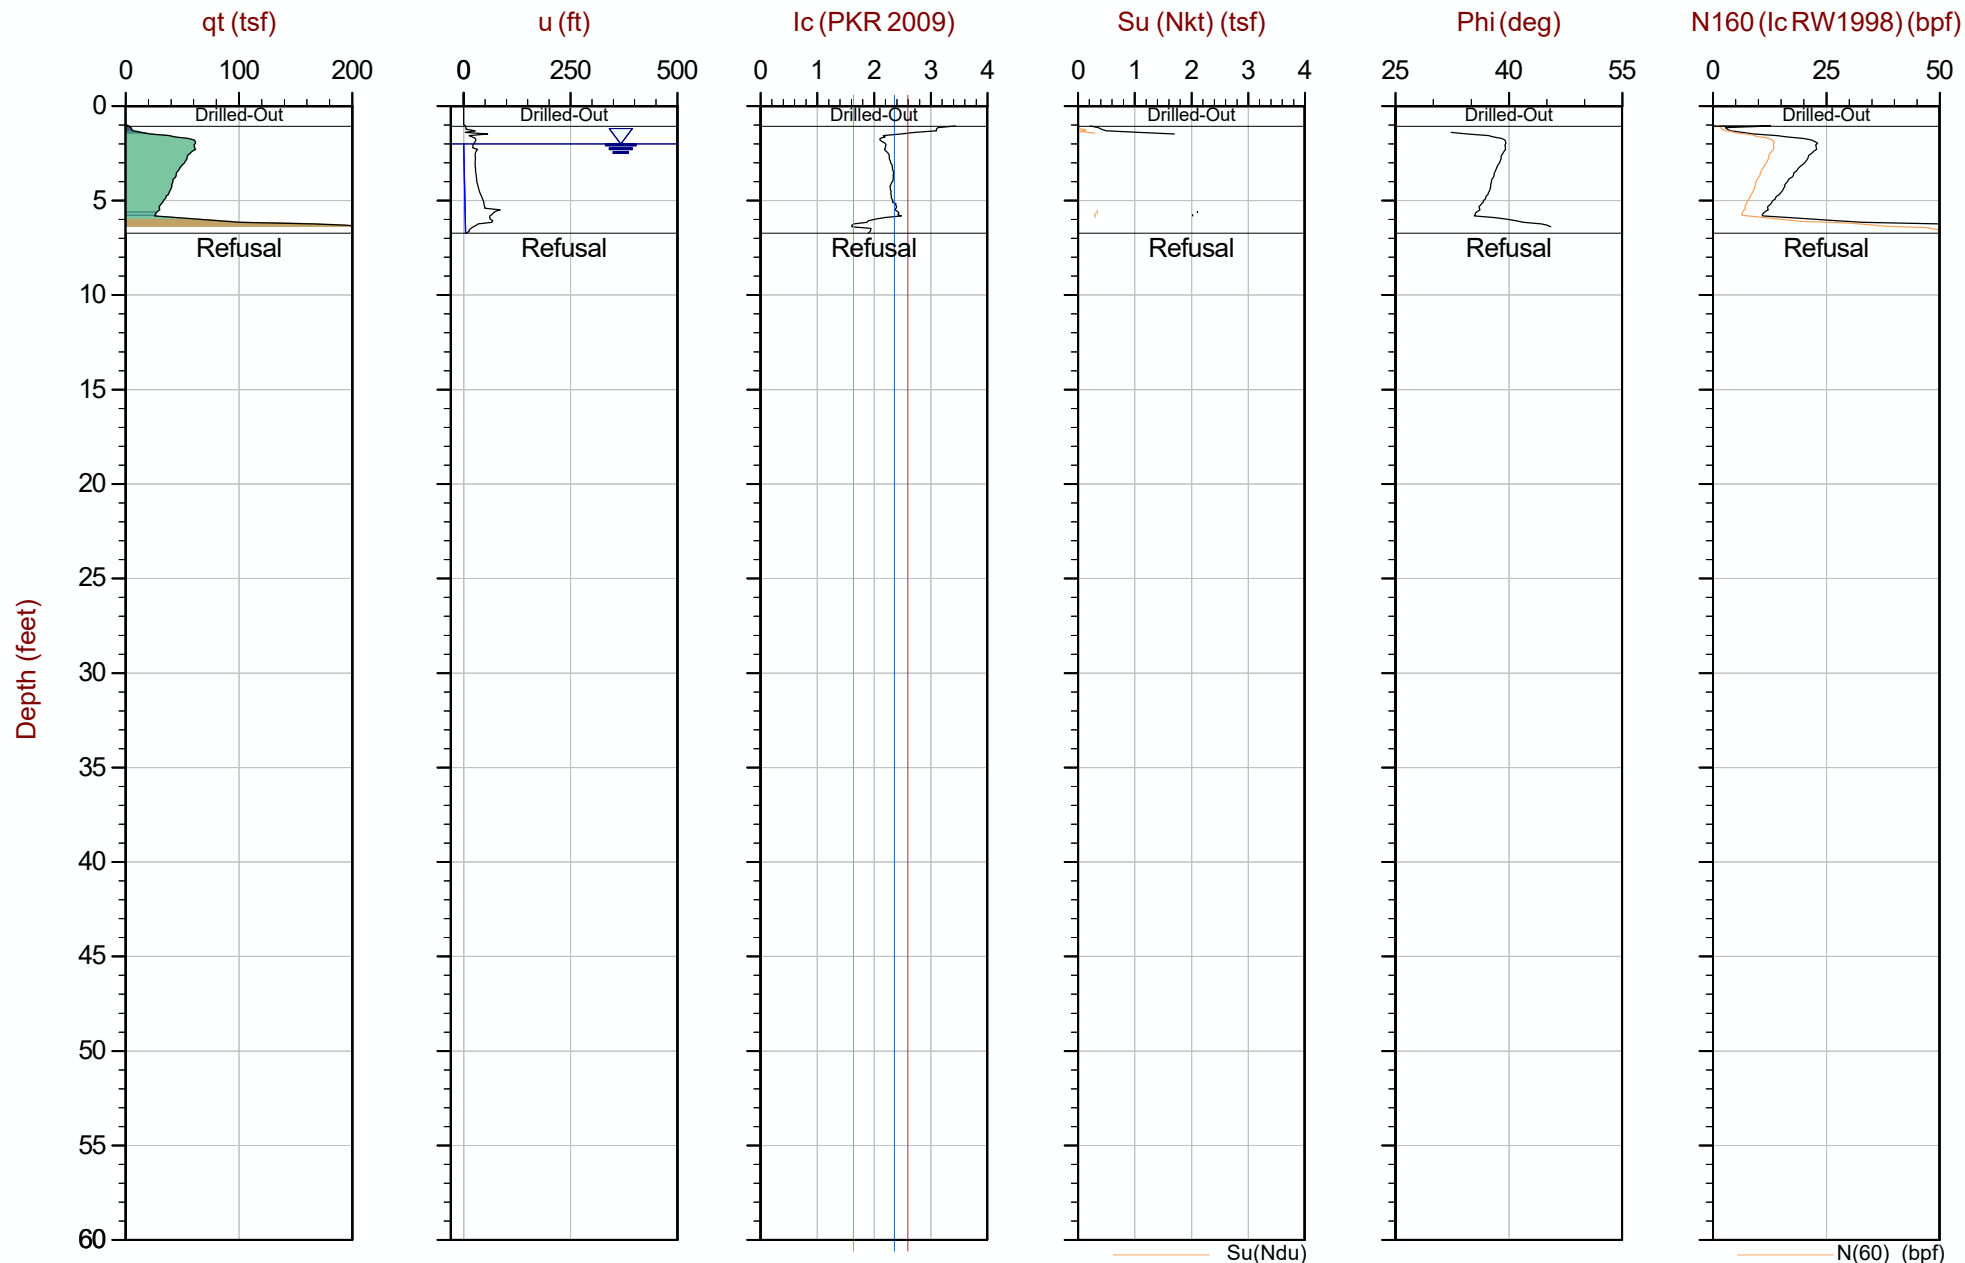 qt (tsf) u (ft) Ic (PKR 2009) Su (Nkt) (tsf) Phi (deg) N160 (Ic RW1998) (bpf)
0 100 200 0 250 500 0 1 2 3 4 0 1 2 3 4 25 40 55 0 25 50
0
Drilled-Out Drilled-Out Drilled-Out Drilled-Out Drilled-Out Drilled-Out
5
Refusal Refusal Refusal Refusal Refusal Refusal
10
15
20
25
30
35
40
45
50
55
60
Depth (feet)
Su(Ndu) N(60) (bpf)